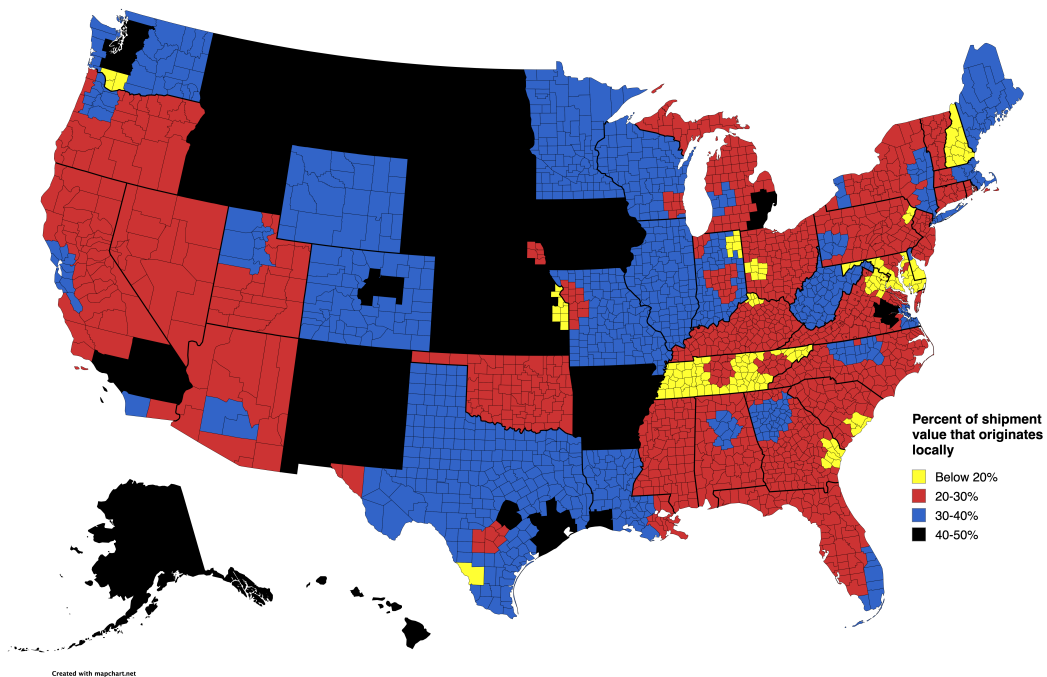 Percent of shipment
value that originates
locally
Below 20%
20-30%
30-40%
40-50%
Created with mapchart.net